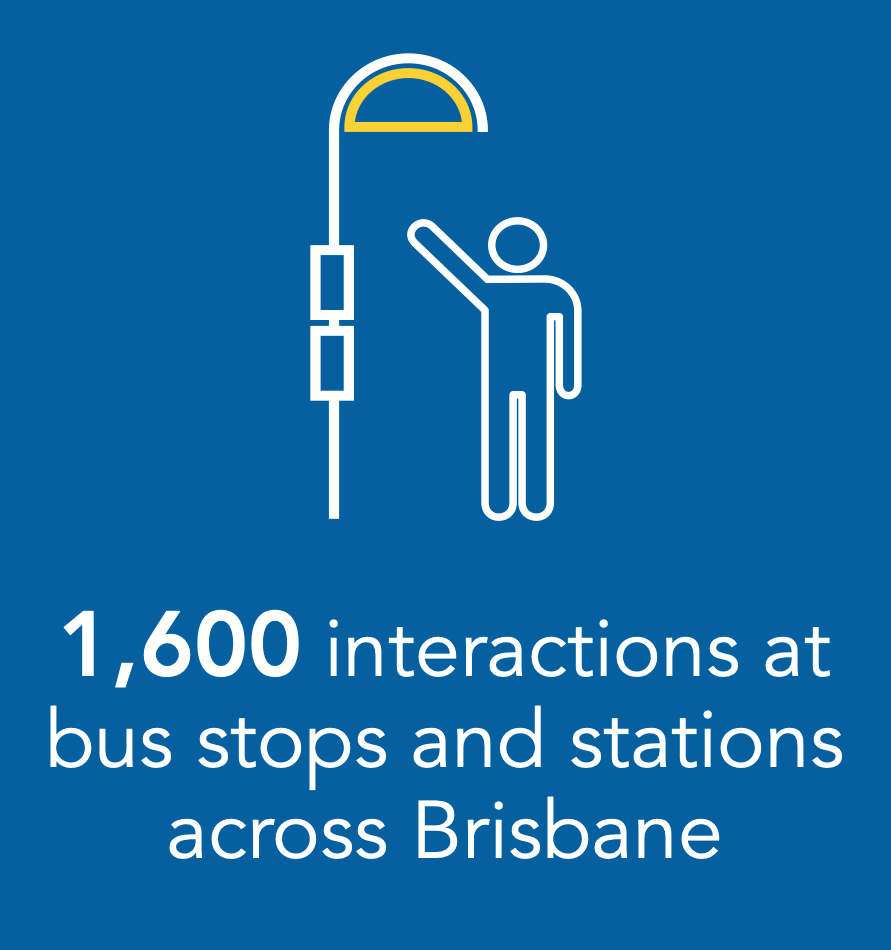 1,600 interactions at
bus stops and stations
across Brisbane